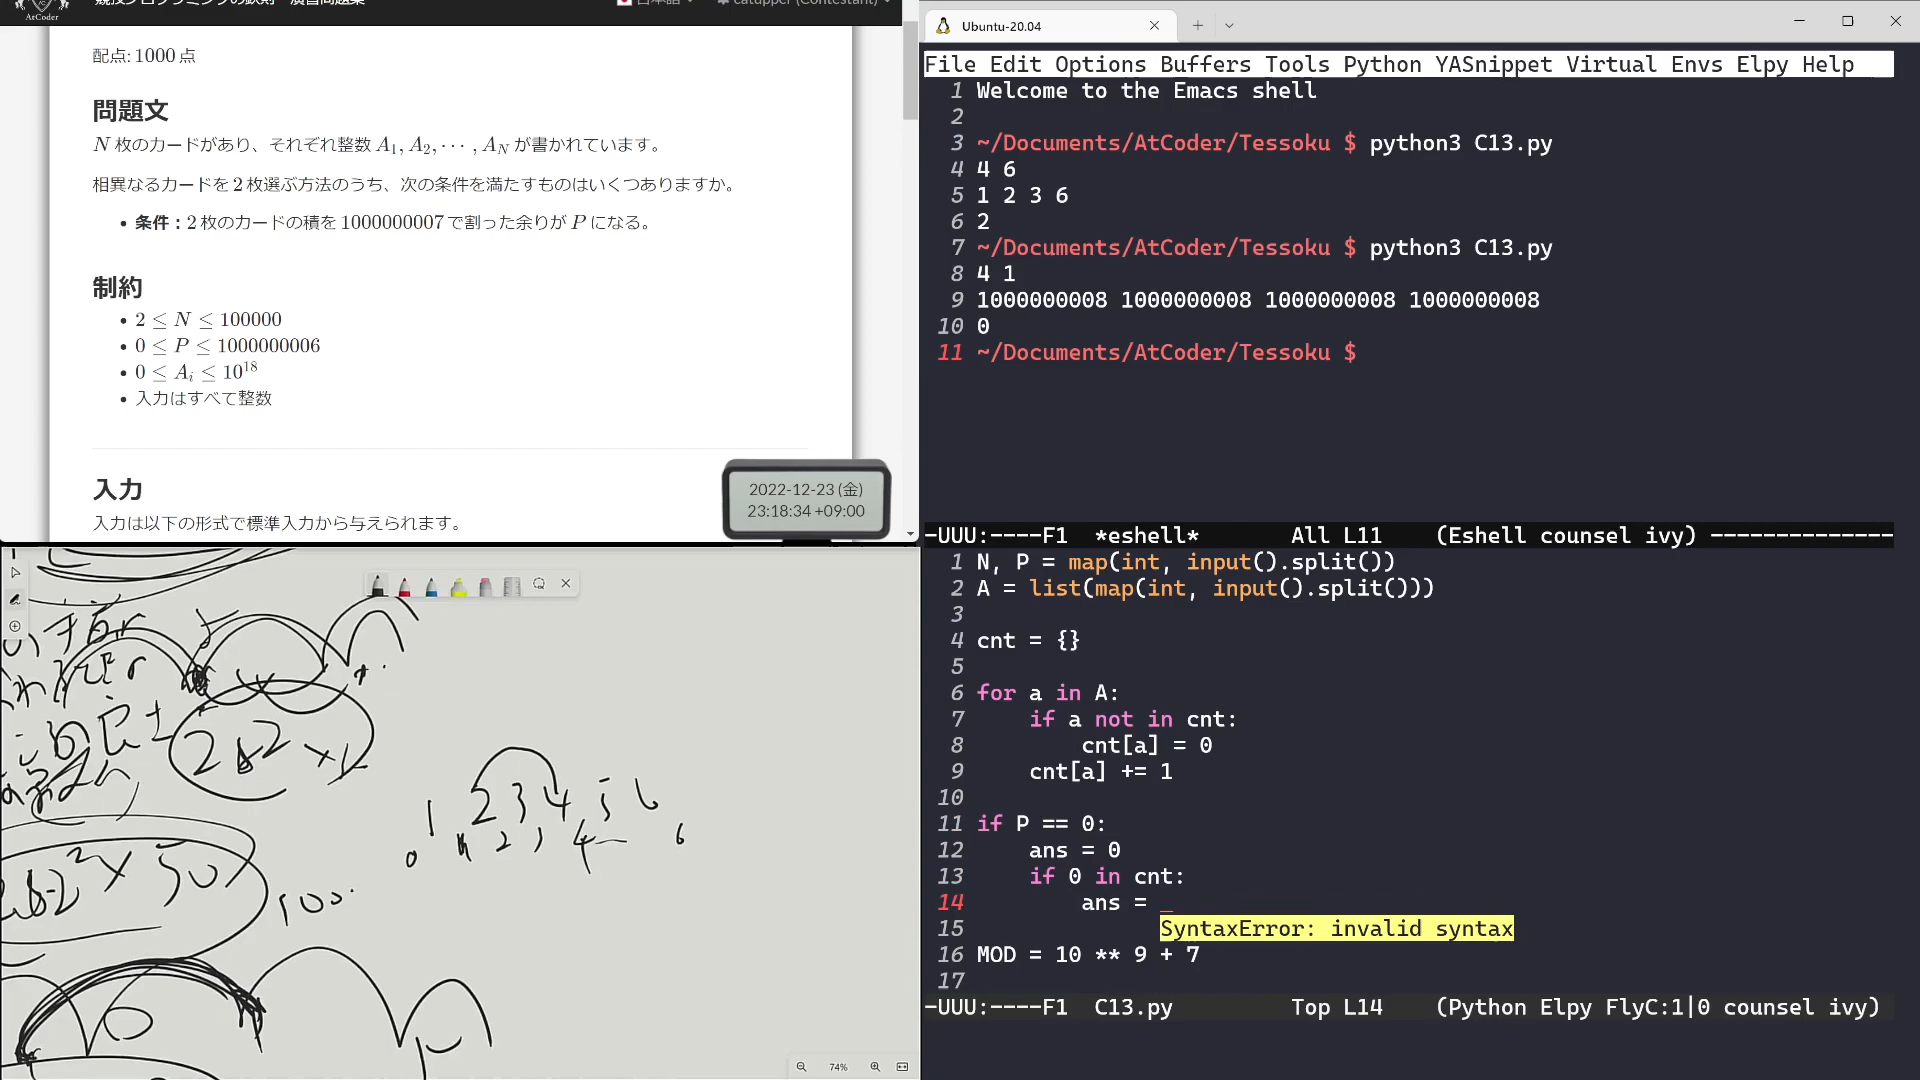 AtCoder
配点: 1000 点
問題文
N 枚のカードがあり、それぞれ整数 A1, A2, ⋯ , AN が書かれています。
相異なるカードを 2 枚選ぶ方法のうち、次の条件を満たすものはいくつありますか。
• 条件：2 枚のカードの積を 1000000007 で割った余りが P になる。
制約
• 2 ≤ N ≤ 100000
• 0 ≤ P ≤ 1000000006
• 0 ≤ Ai ≤ 10^18
• 入力はすべて整数
入力
入力は以下の形式で標準入力から与えられます。
2022-12-23 (金)
23:18:34 +09:00
Ubuntu-20.04
File Edit Options Buffers Tools Python YASnippet Virtual Envs Elpy Help
1 Welcome to the Emacs shell
2
3 ~/Documents/AtCoder/Tessoku $ python3 C13.py
4 4 6
5 1 2 3 6
6 2
7 ~/Documents/AtCoder/Tessoku $ python3 C13.py
8 4 1
9 1000000008 1000000008 1000000008 1000000008
10 0
11 ~/Documents/AtCoder/Tessoku $
-UUU:----F1 *eshell* All L11 (Eshell counsel ivy) --------------
1 N, P = map(int, input().split())
2 A = list(map(int, input().split()))
3
4 cnt = {}
5
6 for a in A:
7     if a not in cnt:
8         cnt[a] = 0
9     cnt[a] += 1
10
11 if P == 0:
12     ans = 0
13     if 0 in cnt:
14         ans = _
15 SyntaxError: invalid syntax
16 MOD = 10 ** 9 + 7
17
-UUU:----F1 C13.py Top L14 (Python Elpy FlyC:1|0 counsel ivy)
1 2 3 4 5 6
74%